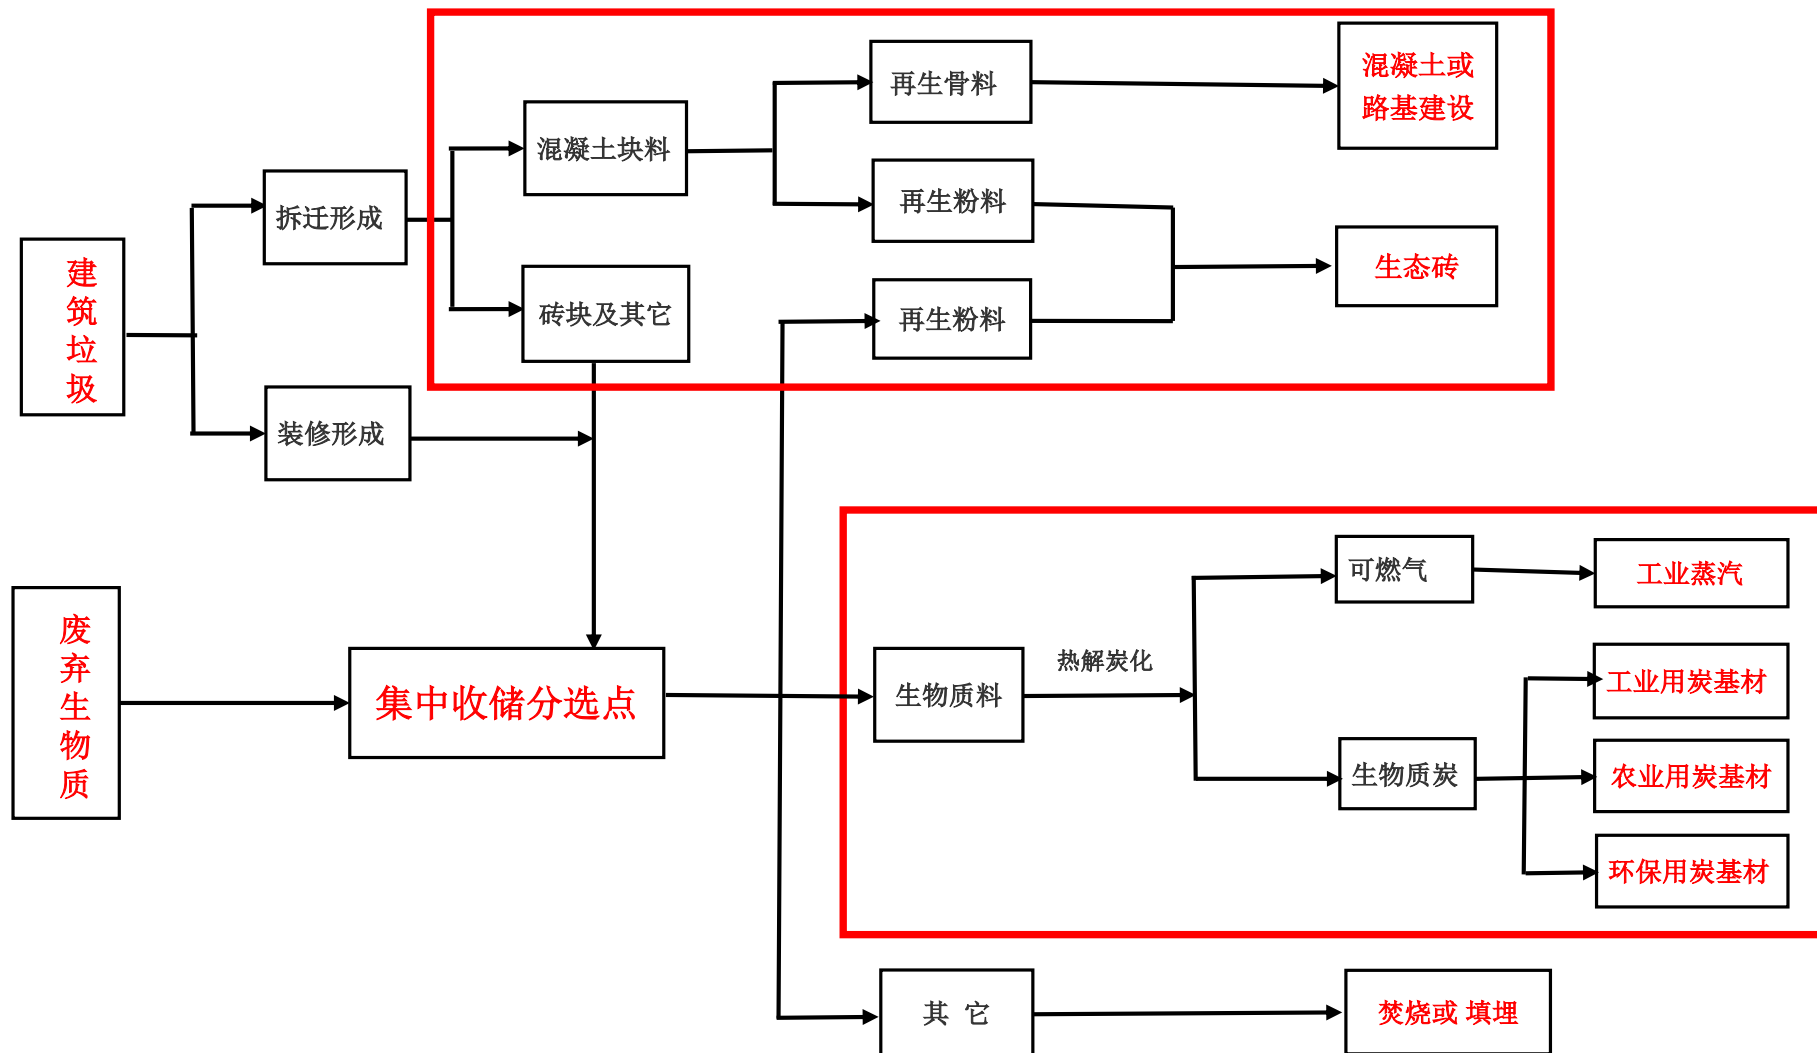 建筑垃圾
拆迁形成
装修形成
混凝土块料
砖块及其它
再生骨料
再生粉料
再生粉料
混凝土或
路基建设
生态砖
废弃生物质
集中收储分选点
生物质料
热解炭化
可燃气
生物质炭
工业蒸汽
工业用炭基材
农业用炭基材
环保用炭基材
其 它
焚烧或 填埋